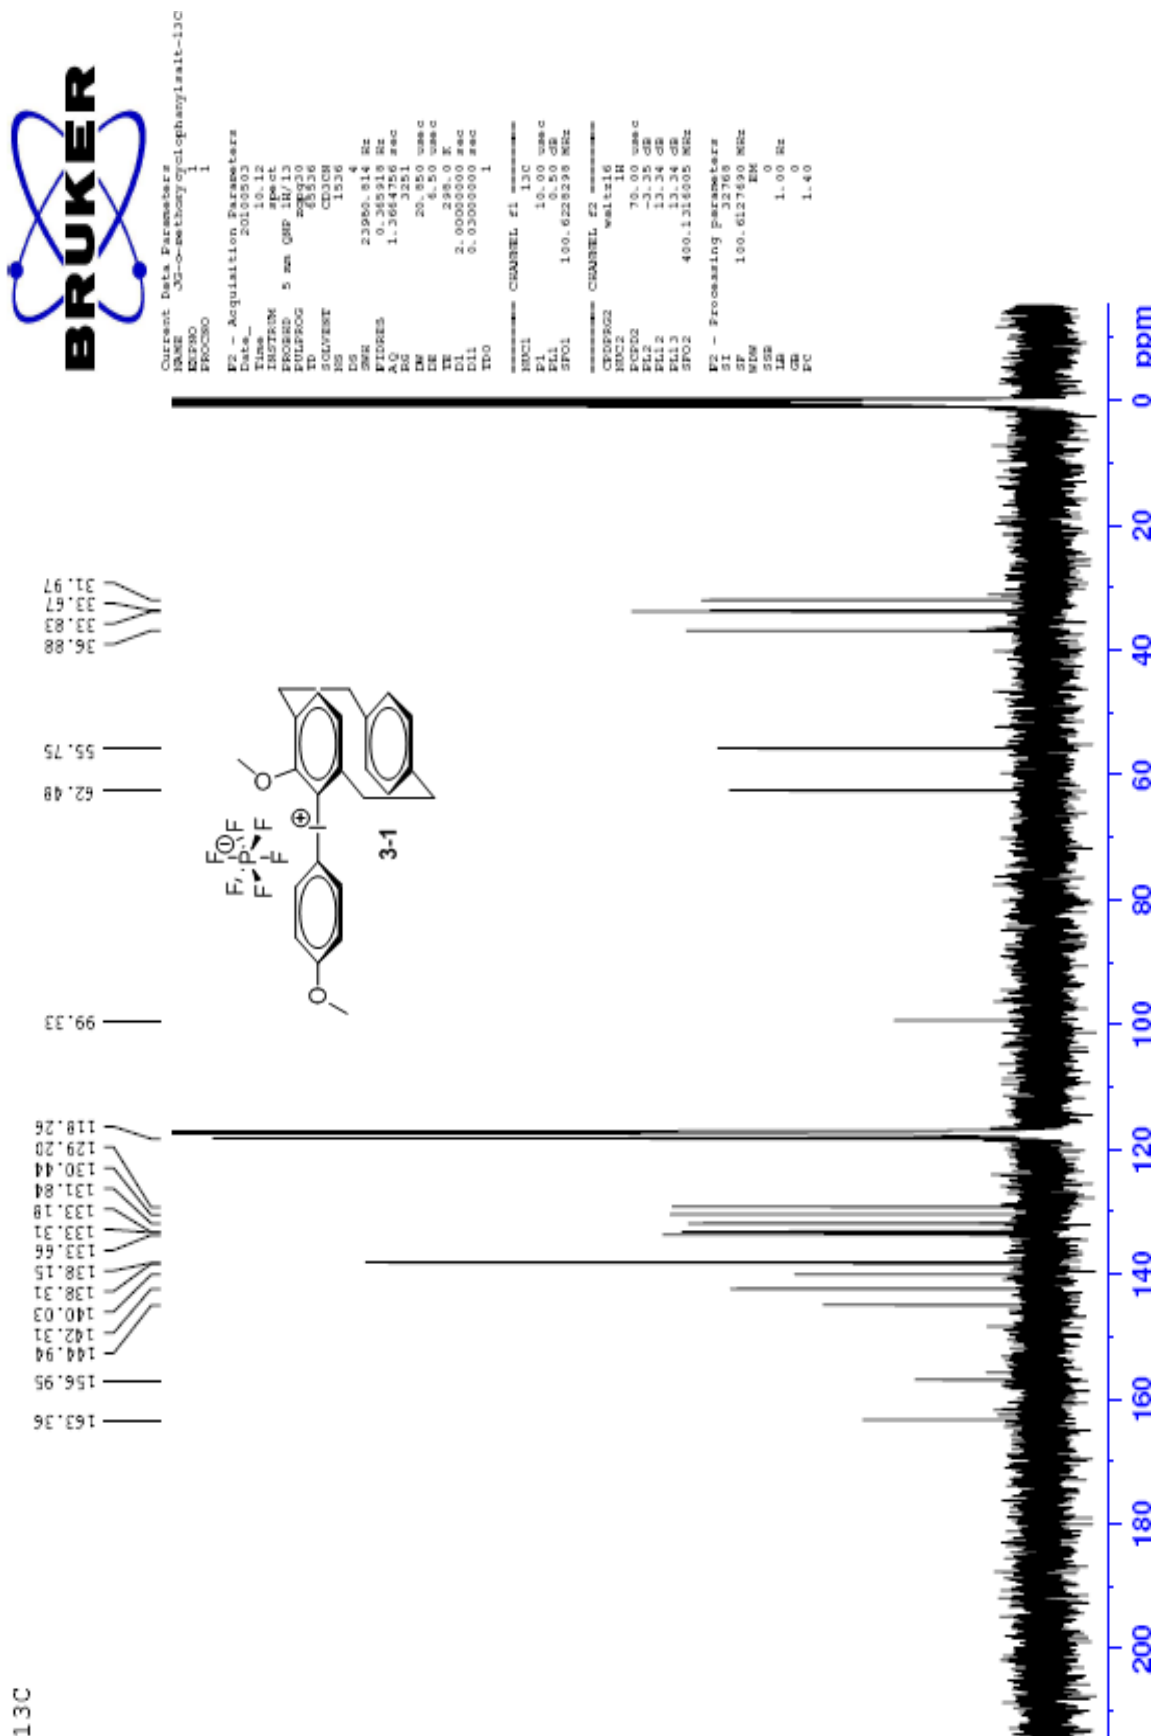 13C
BRUKER
Current Data Parameters
NAME JG-o-methoxycyclophanylsalt-13C
EXPNO 1
PROCNO 1
F2 - Acquisition Parameters
Date_ 20100503
Time 10.12
INSTRUM spect
PROBHD 5 mm QNP 1H/13
PULPROG zgpg30
TD 65536
SOLVENT CD3CN
NS 1536
DS 4
SWH 23980.814 Hz
FIDRES 0.365918 Hz
AQ 1.3664756 sec
RG 3251
DW 20.850 usec
DE 6.50 usec
TE 298.0 K
D1 2.00000000 sec
D11 0.03000000 sec
TD0 1
======== CHANNEL f1 ========
NUC1 13C
P1 10.00 usec
PL1 0.50 dB
SFO1 100.6228298 MHz
======== CHANNEL f2 ========
CPDPRG2 waltz16
NUC2 1H
PCPD2 70.00 usec
PL2 -3.35 dB
PL12 13.34 dB
PL13 13.34 dB
SFO2 400.1316005 MHz
F2 - Processing parameters
SI 32768
SF 100.6127690 MHz
WDW EM
SSB 0
LB 1.00 Hz
GB 0
PC 1.40
163.36
156.95
144.94
142.31
140.03
138.31
138.15
133.66
133.31
133.18
131.84
130.44
129.20
118.26
99.33
62.48
55.75
36.88
33.83
33.67
31.97
F ⊖ F
F P F
F F
O
O
I ⊕
3-1
200 180 160 140 120 100 80 60 40 20 0 ppm